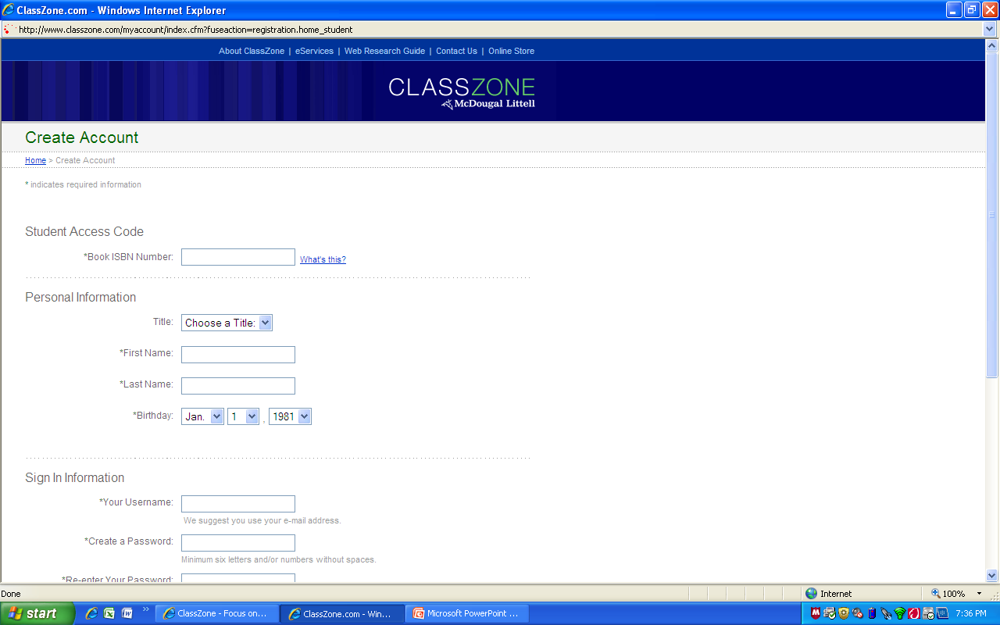 ClassZone.com - Windows Internet Explorer
http://www.classzone.com/myaccount/index.cfm?fuseaction=registration.home_student
About ClassZone | eServices | Web Research Guide | Contact Us | Online Store
CLASSZONE
McDougal Littell
Create Account
Home > Create Account
* indicates required information
Student Access Code
*Book ISBN Number: What's this?
Personal Information
Title: Choose a Title:
*First Name:
*Last Name:
*Birthday: Jan. 1 , 1981
Sign In Information
*Your Username:
We suggest you use your e-mail address.
*Create a Password:
Minimum six letters and/or numbers without spaces.
*Re-enter Your Password:
Done Internet 100%
start ClassZone - Focus on... ClassZone.com - Win... Microsoft PowerPoint ... 7:36 PM